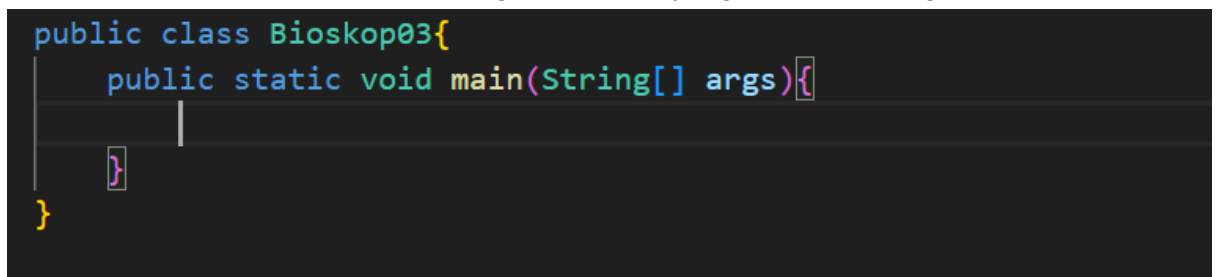 public class Bioskop03{
    public static void main(String[] args){

    }
}